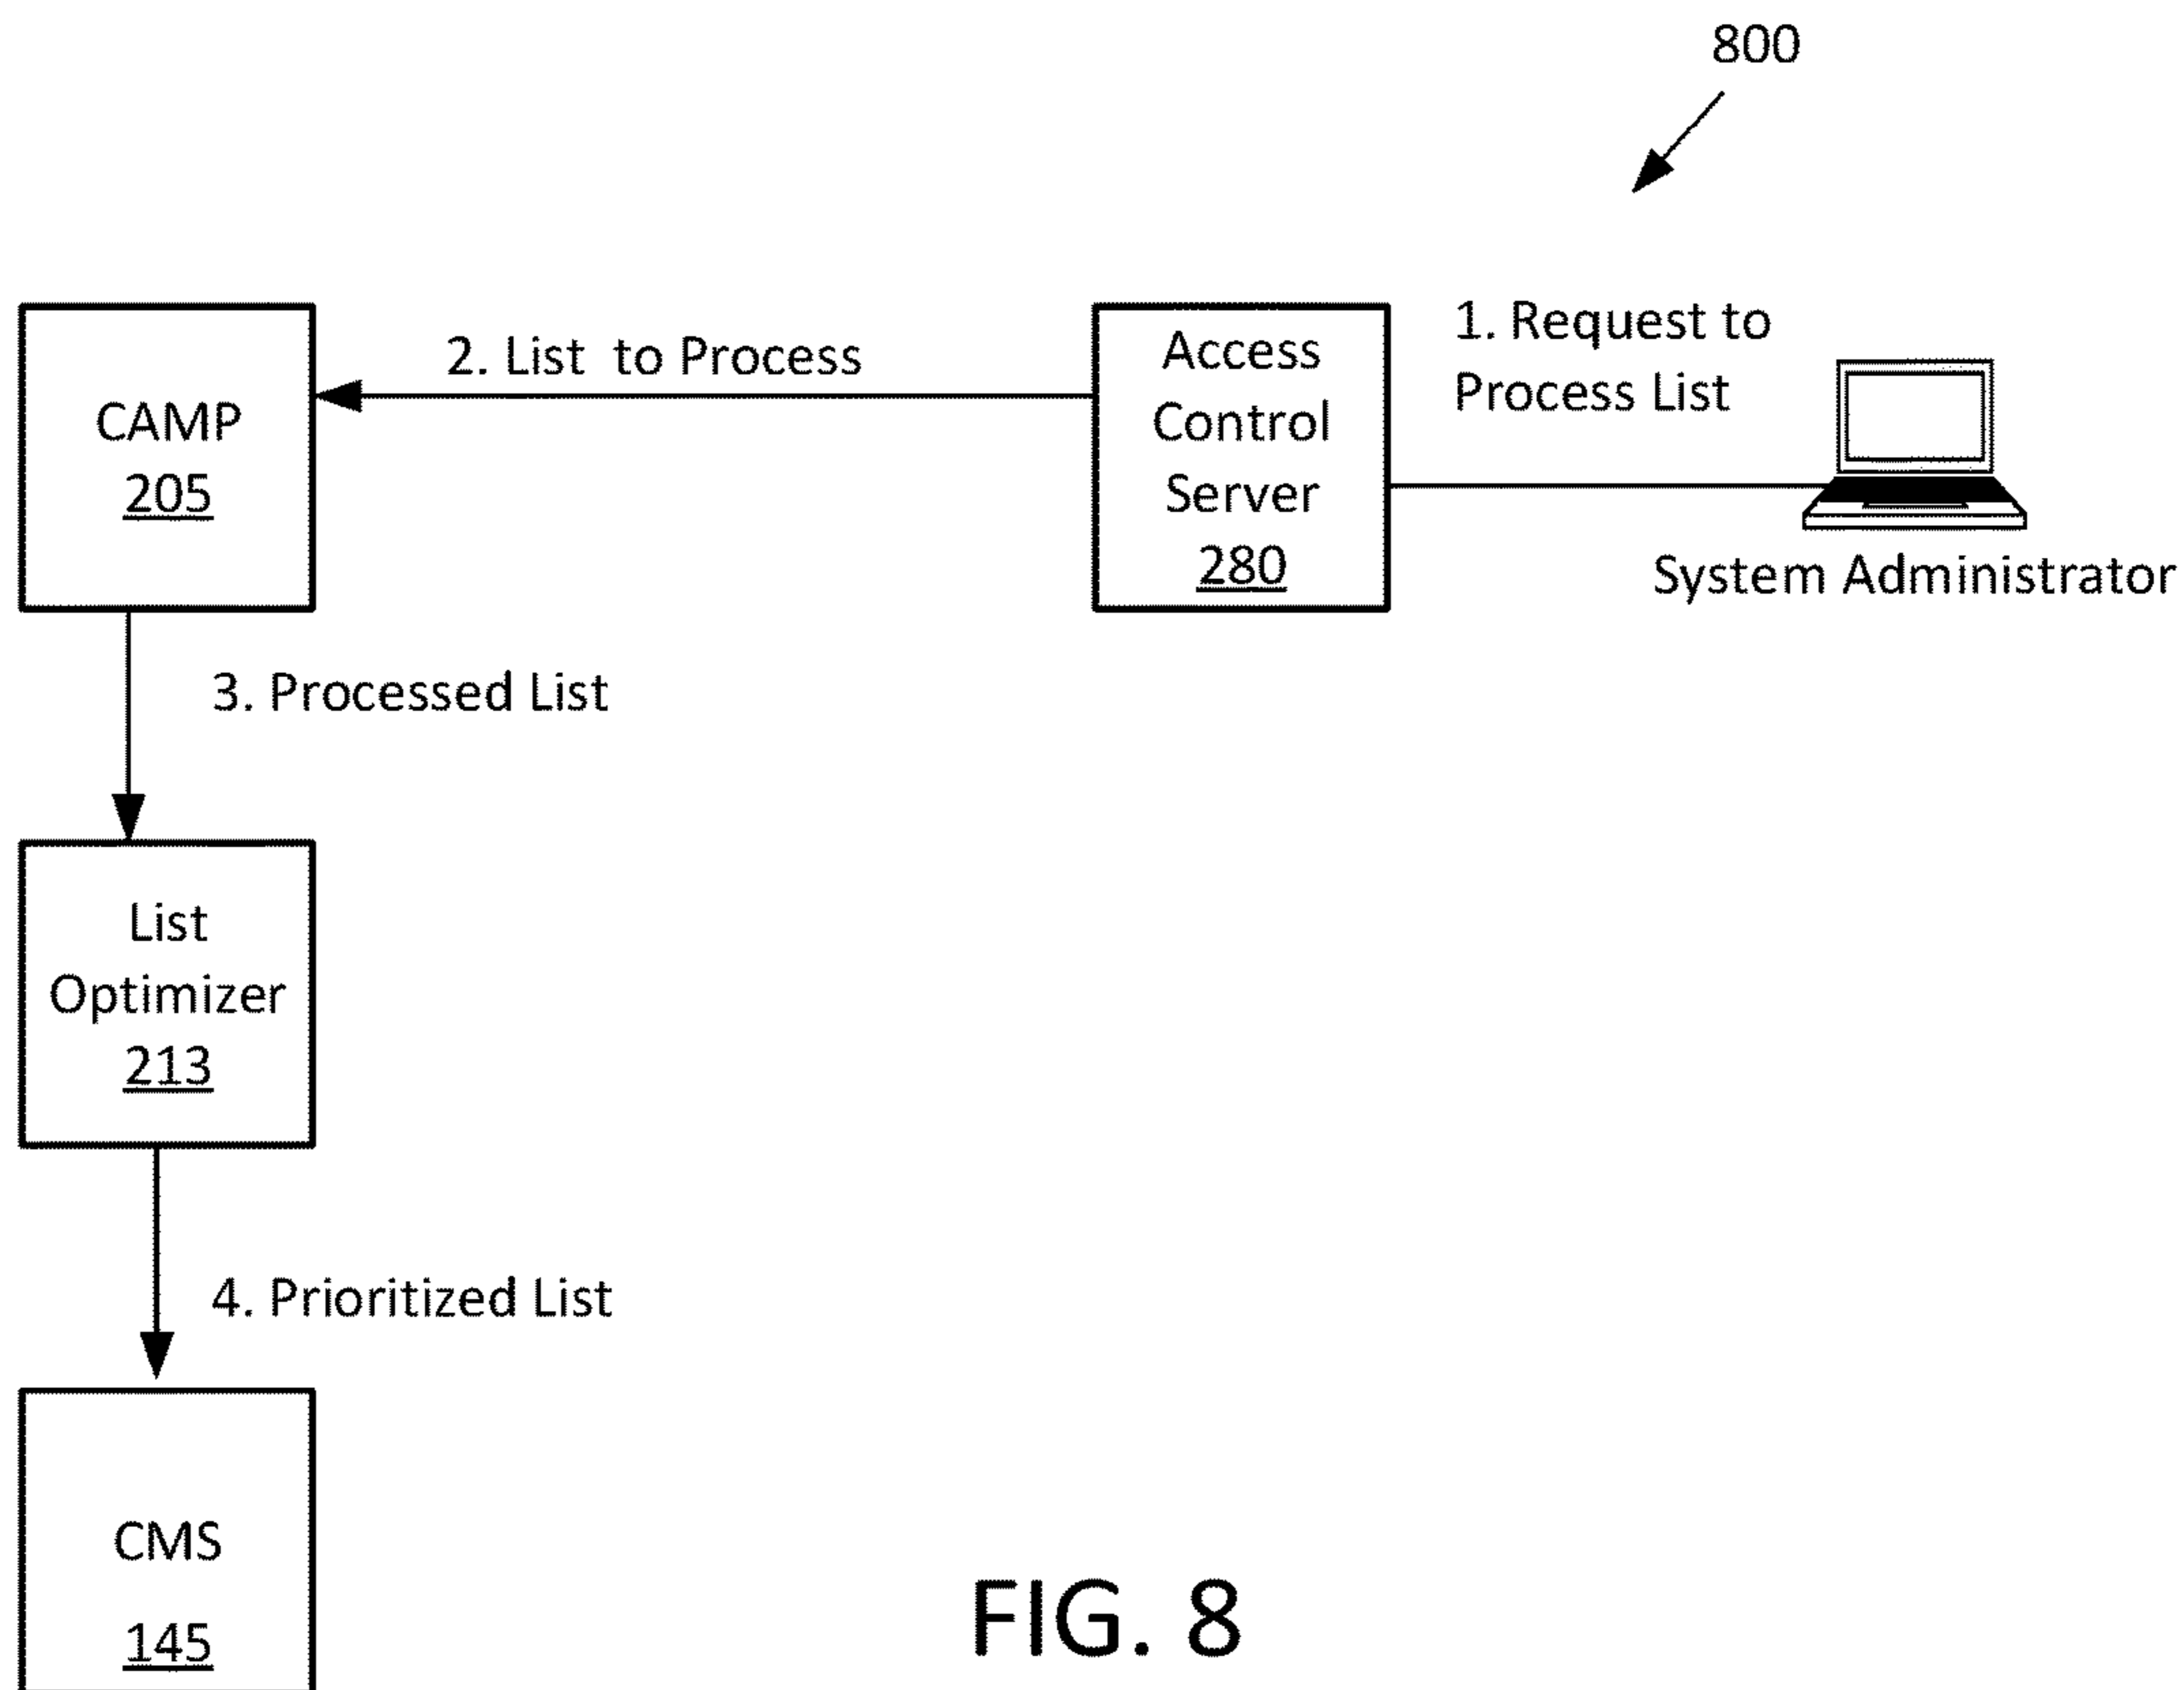 800
1. Request to
Process List
2. List to Process
Access
Control
Server
280
CAMP
205
System Administrator
3. Processed List
List
Optimizer
213
4. Prioritized List
CMS
145
FIG. 8